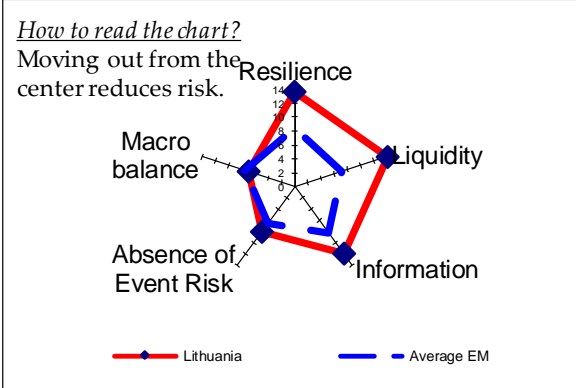 How to read the chart?
Moving out from the
center reduces risk.
Resilience
14
12
10
8
6
4
2
0
Liquidity
Macro
balance
Absence of
Event Risk
Information
Lithuania
Average EM